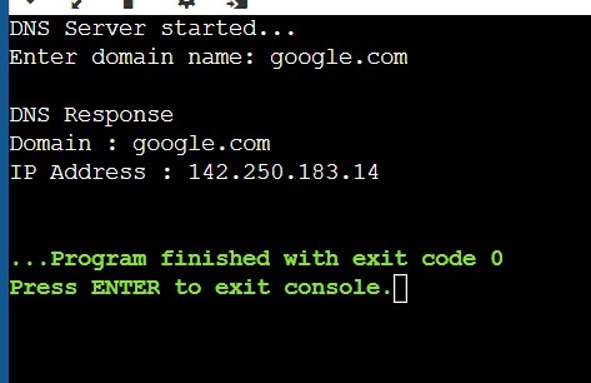 DNS Server started...
Enter domain name: google.com
DNS Response
Domain : google.com
IP Address : 142.250.183.14
...Program finished with exit code 0
Press ENTER to exit console.